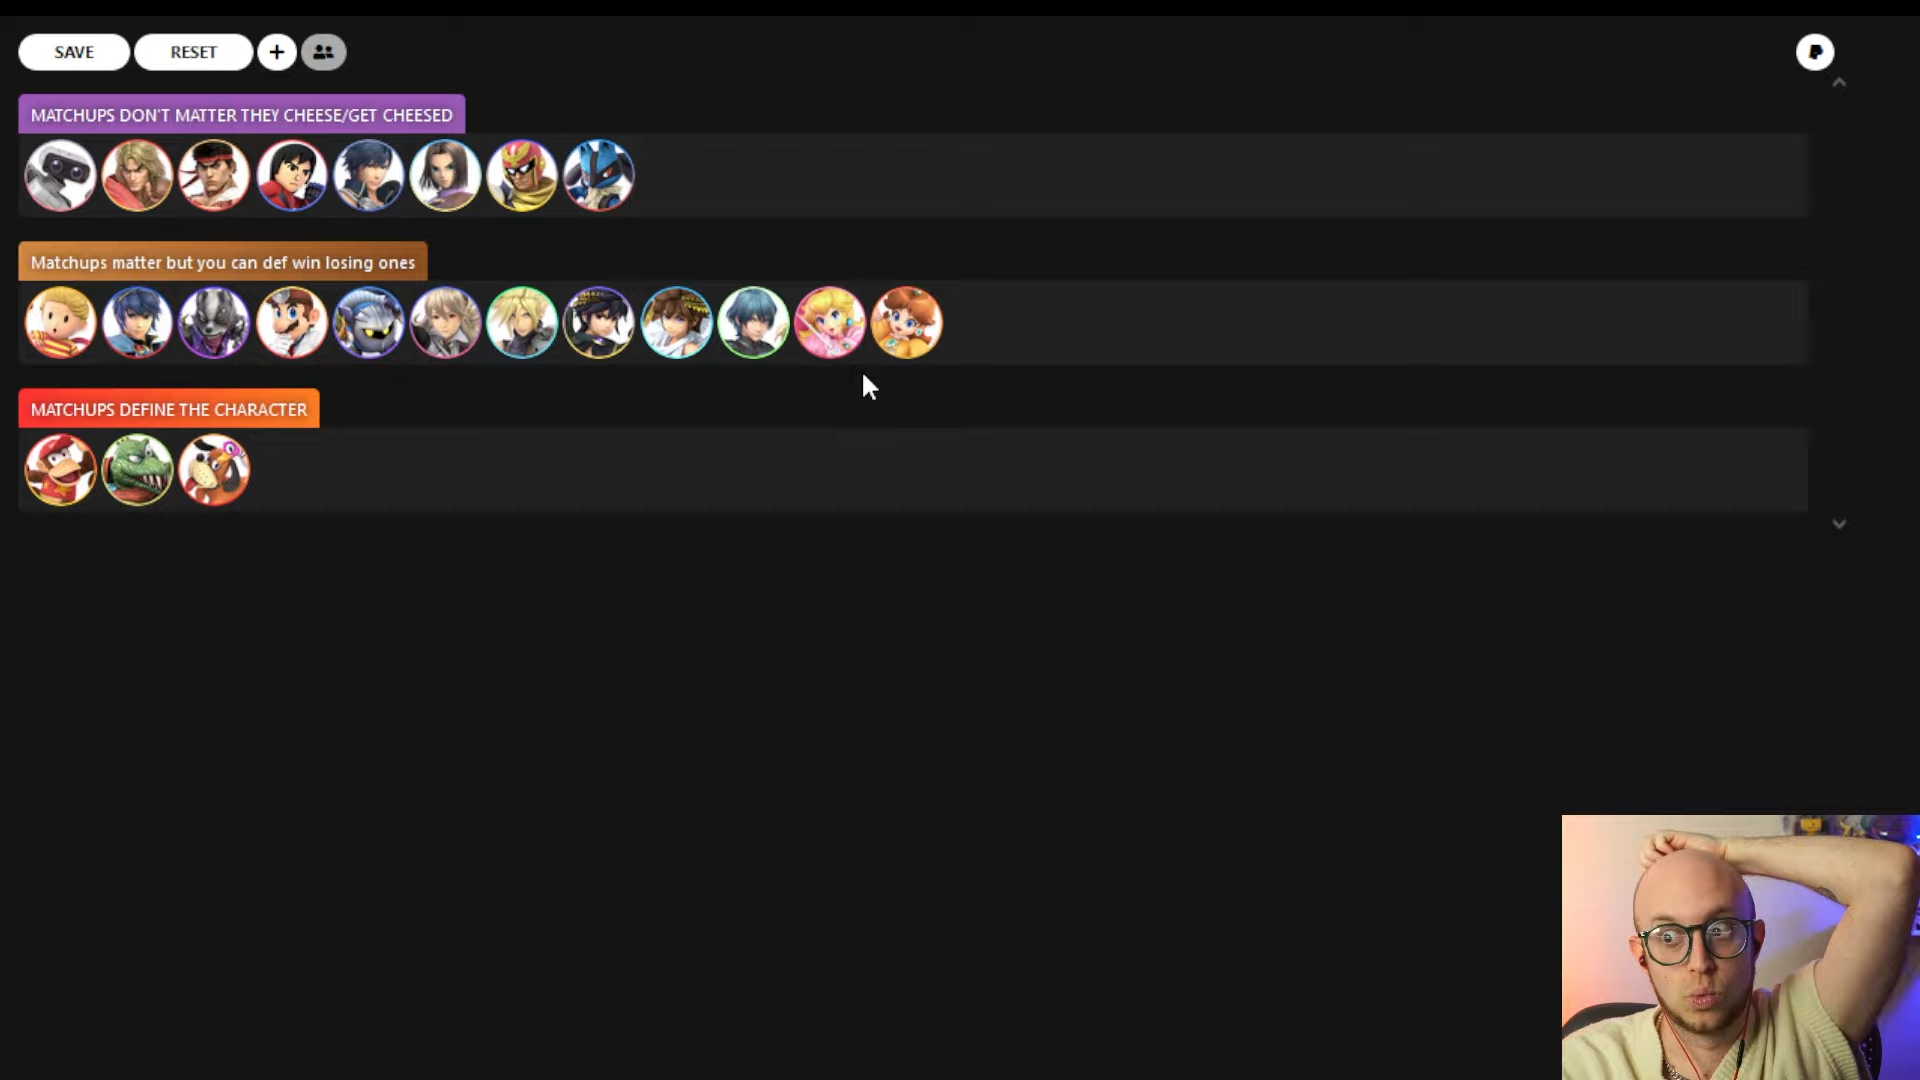 SAVE
RESET
MATCHUPS DON'T MATTER THEY CHEESE/GET CHEESED
Matchups matter but you can def win losing ones
MATCHUPS DEFINE THE CHARACTER